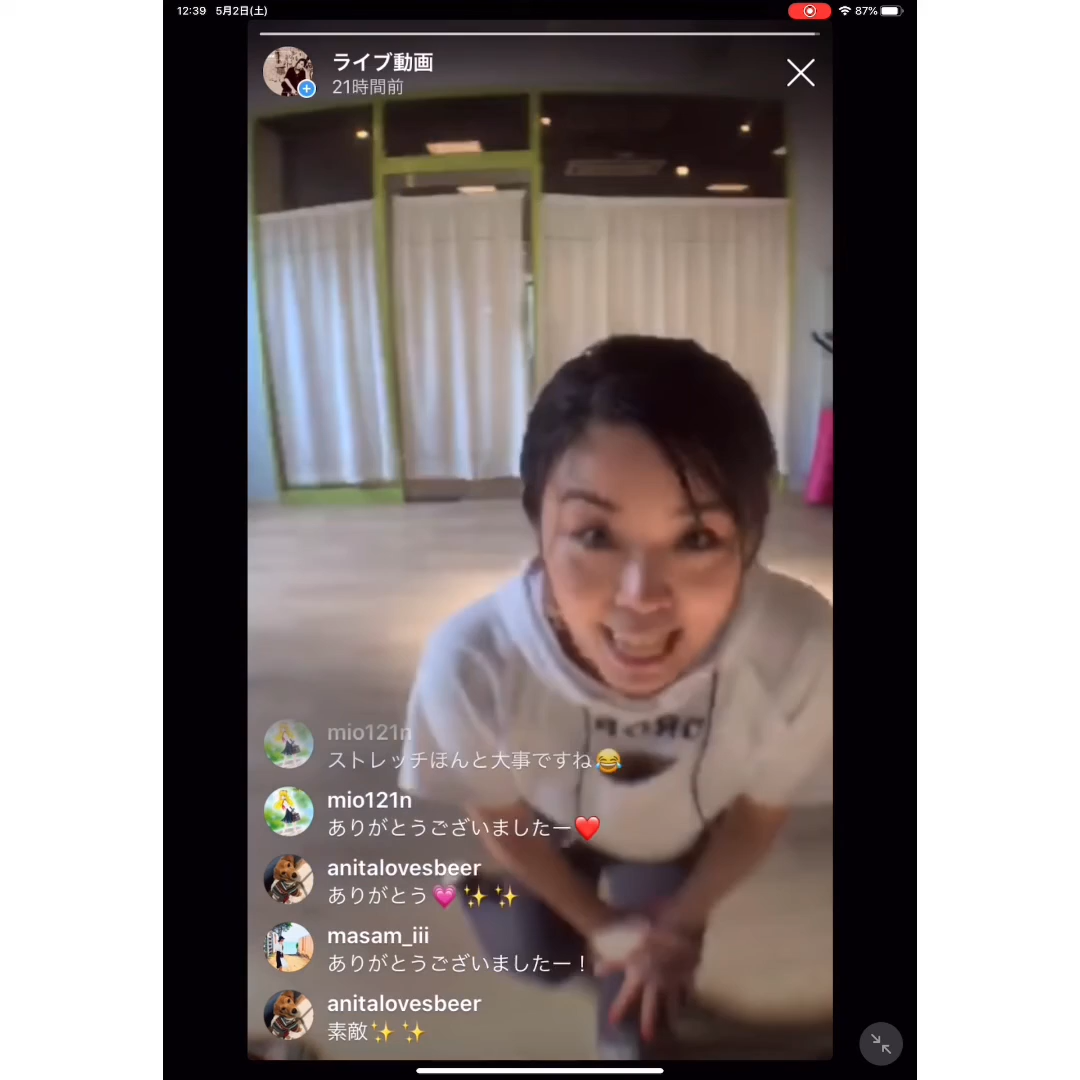 12:39 5月2日(土)
87%
ライブ動画
21時間前
mio121n
ストレッチほんと大事ですね😂
mio121n
ありがとうございましたー❤️
anitalovesbeer
ありがとう💗✨✨
masam_iii
ありがとうございましたー！
anitalovesbeer
素敵✨✨